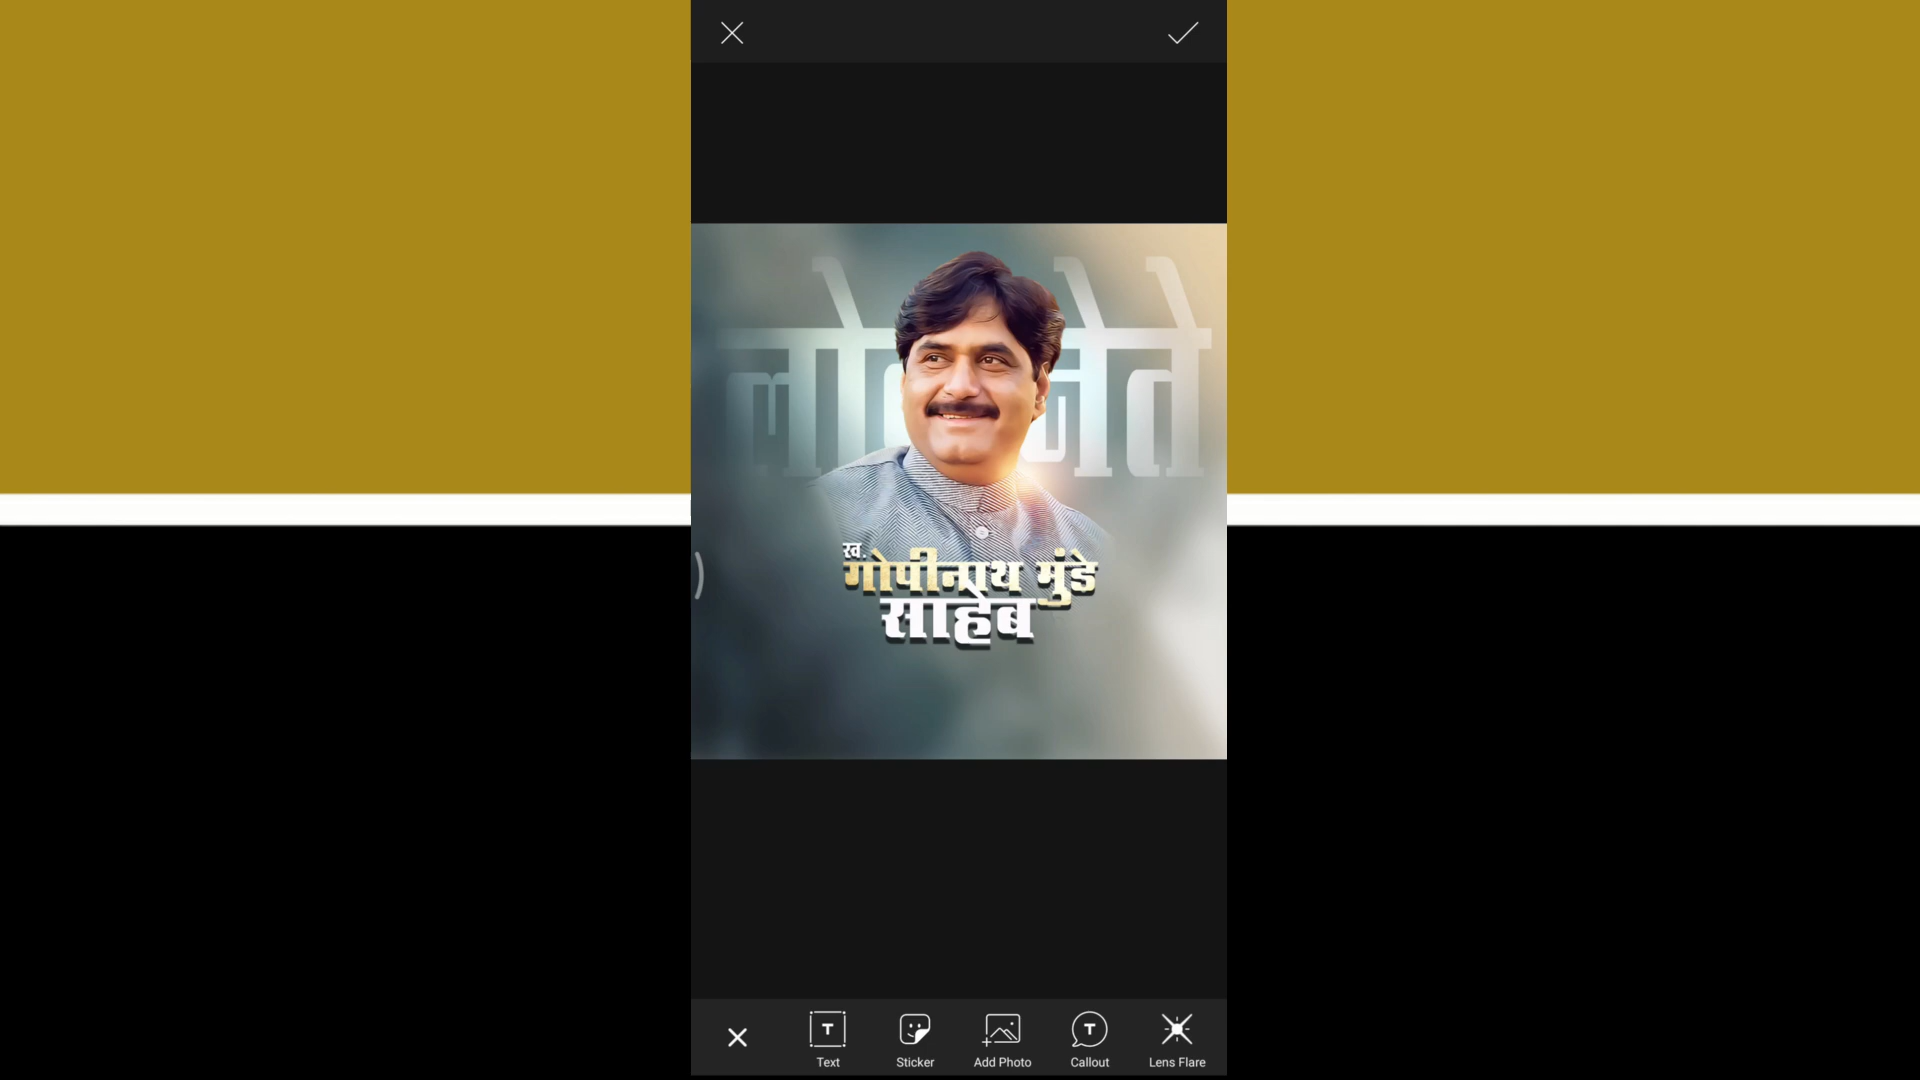 स्व.
गोपीनाथ मुंडे
साहेब
T
T
Text
Sticker
Add Photo
Callout
Lens Flare